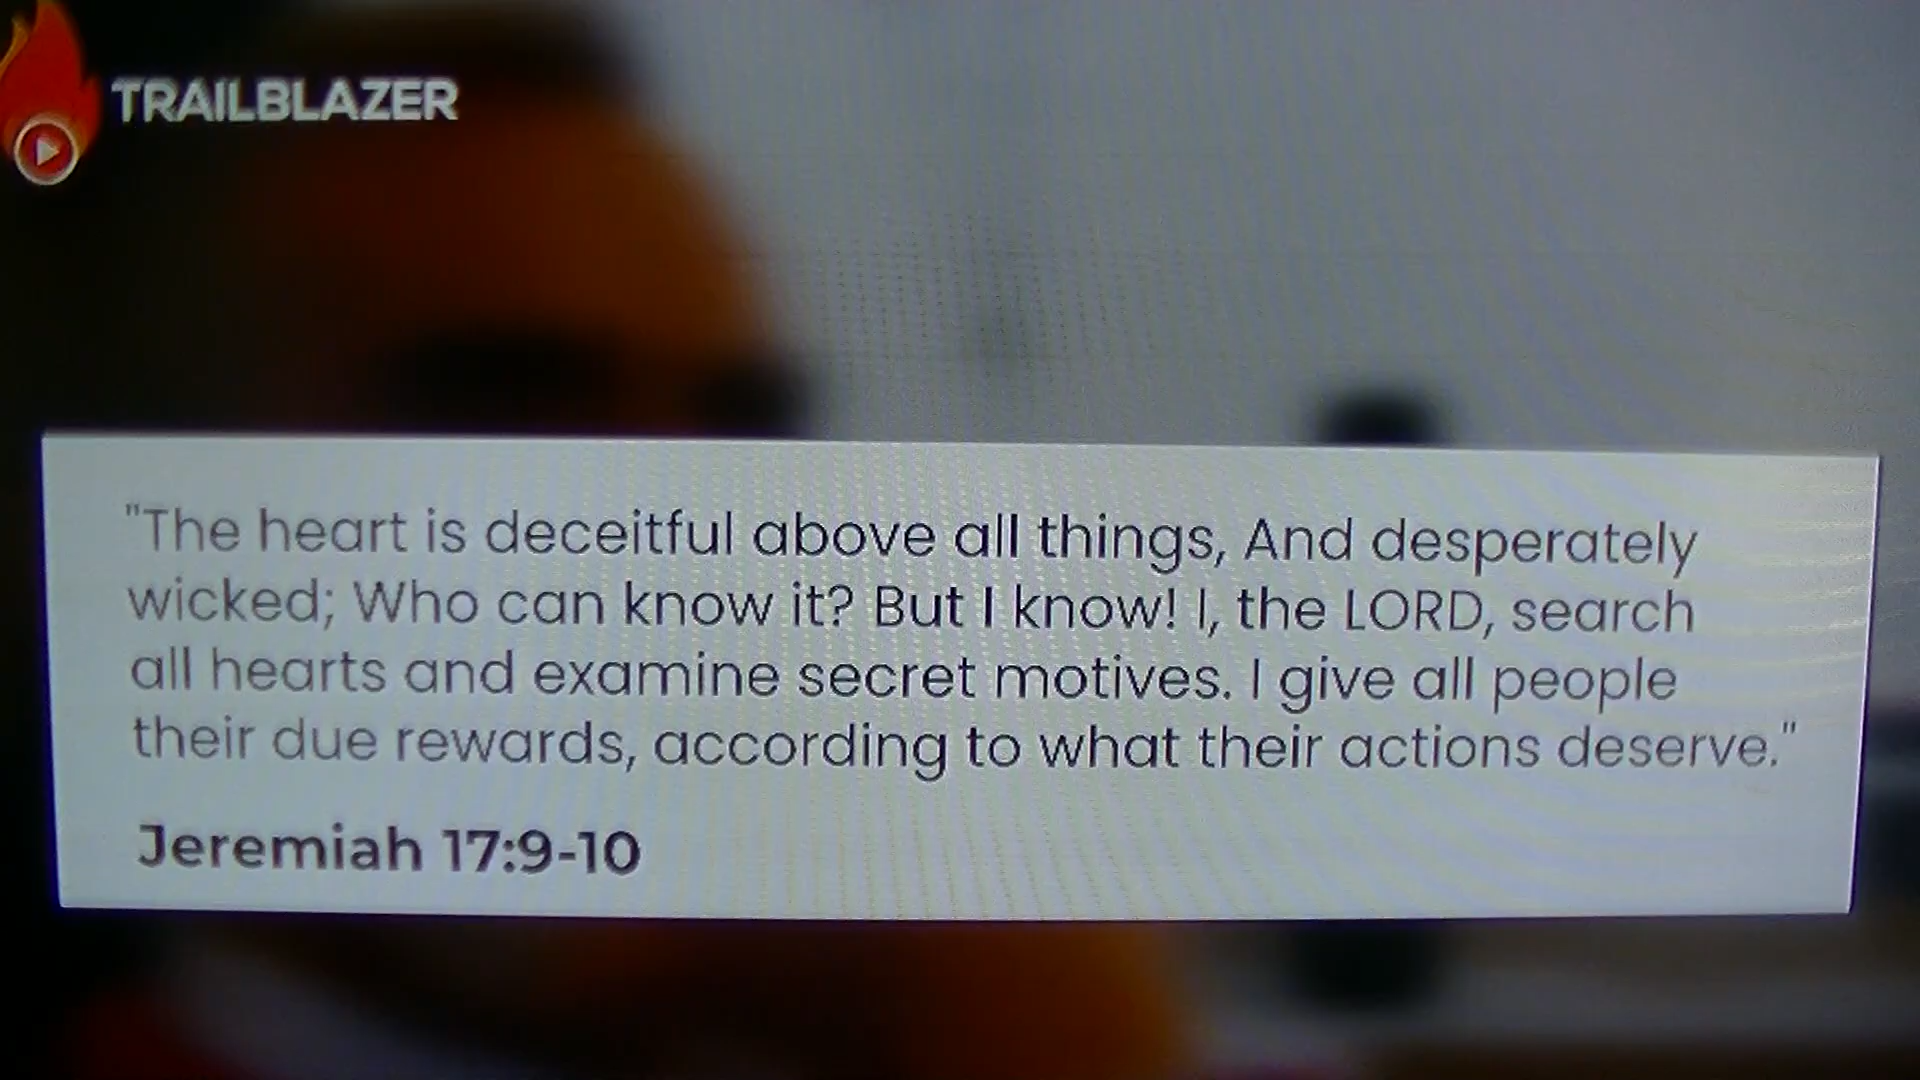 TRAILBLAZER
"The heart is deceitful above all things, And desperately
wicked; Who can know it? But I know! I, the LORD, search
all hearts and examine secret motives. I give all people
their due rewards, according to what their actions deserve."
Jeremiah 17:9-10